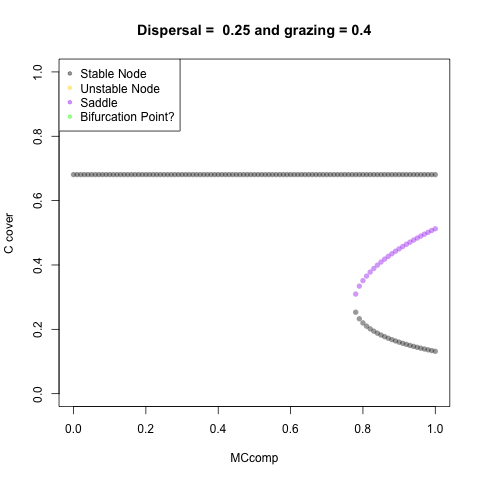 Dispersal =  0.25 and grazing = 0.4
Stable Node
Unstable Node
Saddle
Bifurcation Point?
1.0
0.8
0.6
0.4
0.2
0.0
C cover
0.0 0.2 0.4 0.6 0.8 1.0
MCcomp